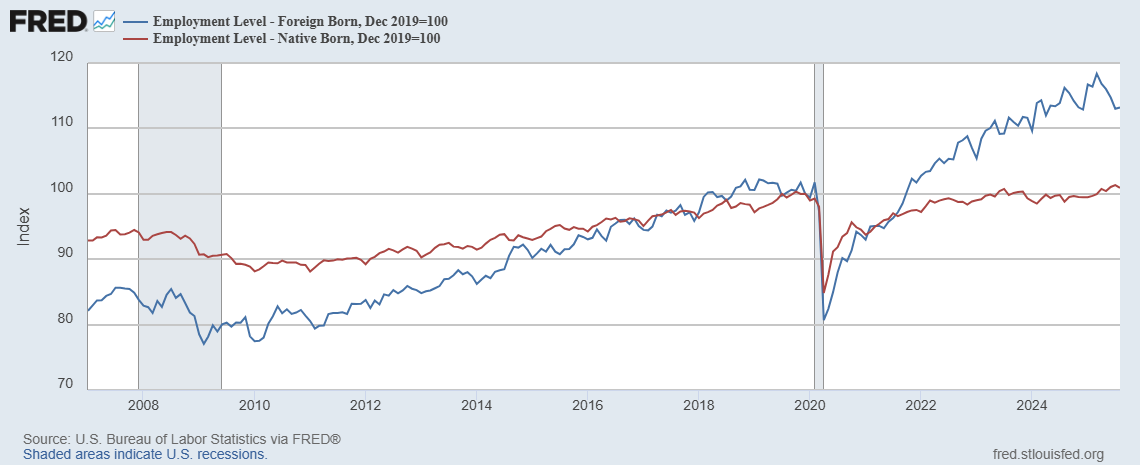 FRED
Employment Level - Foreign Born, Dec 2019=100
Employment Level - Native Born, Dec 2019=100
120
110
100
90
80
70
Index
2008 2010 2012 2014 2016 2018 2020 2022 2024
Source: U.S. Bureau of Labor Statistics via FRED®
Shaded areas indicate U.S. recessions.
fred.stlouisfed.org